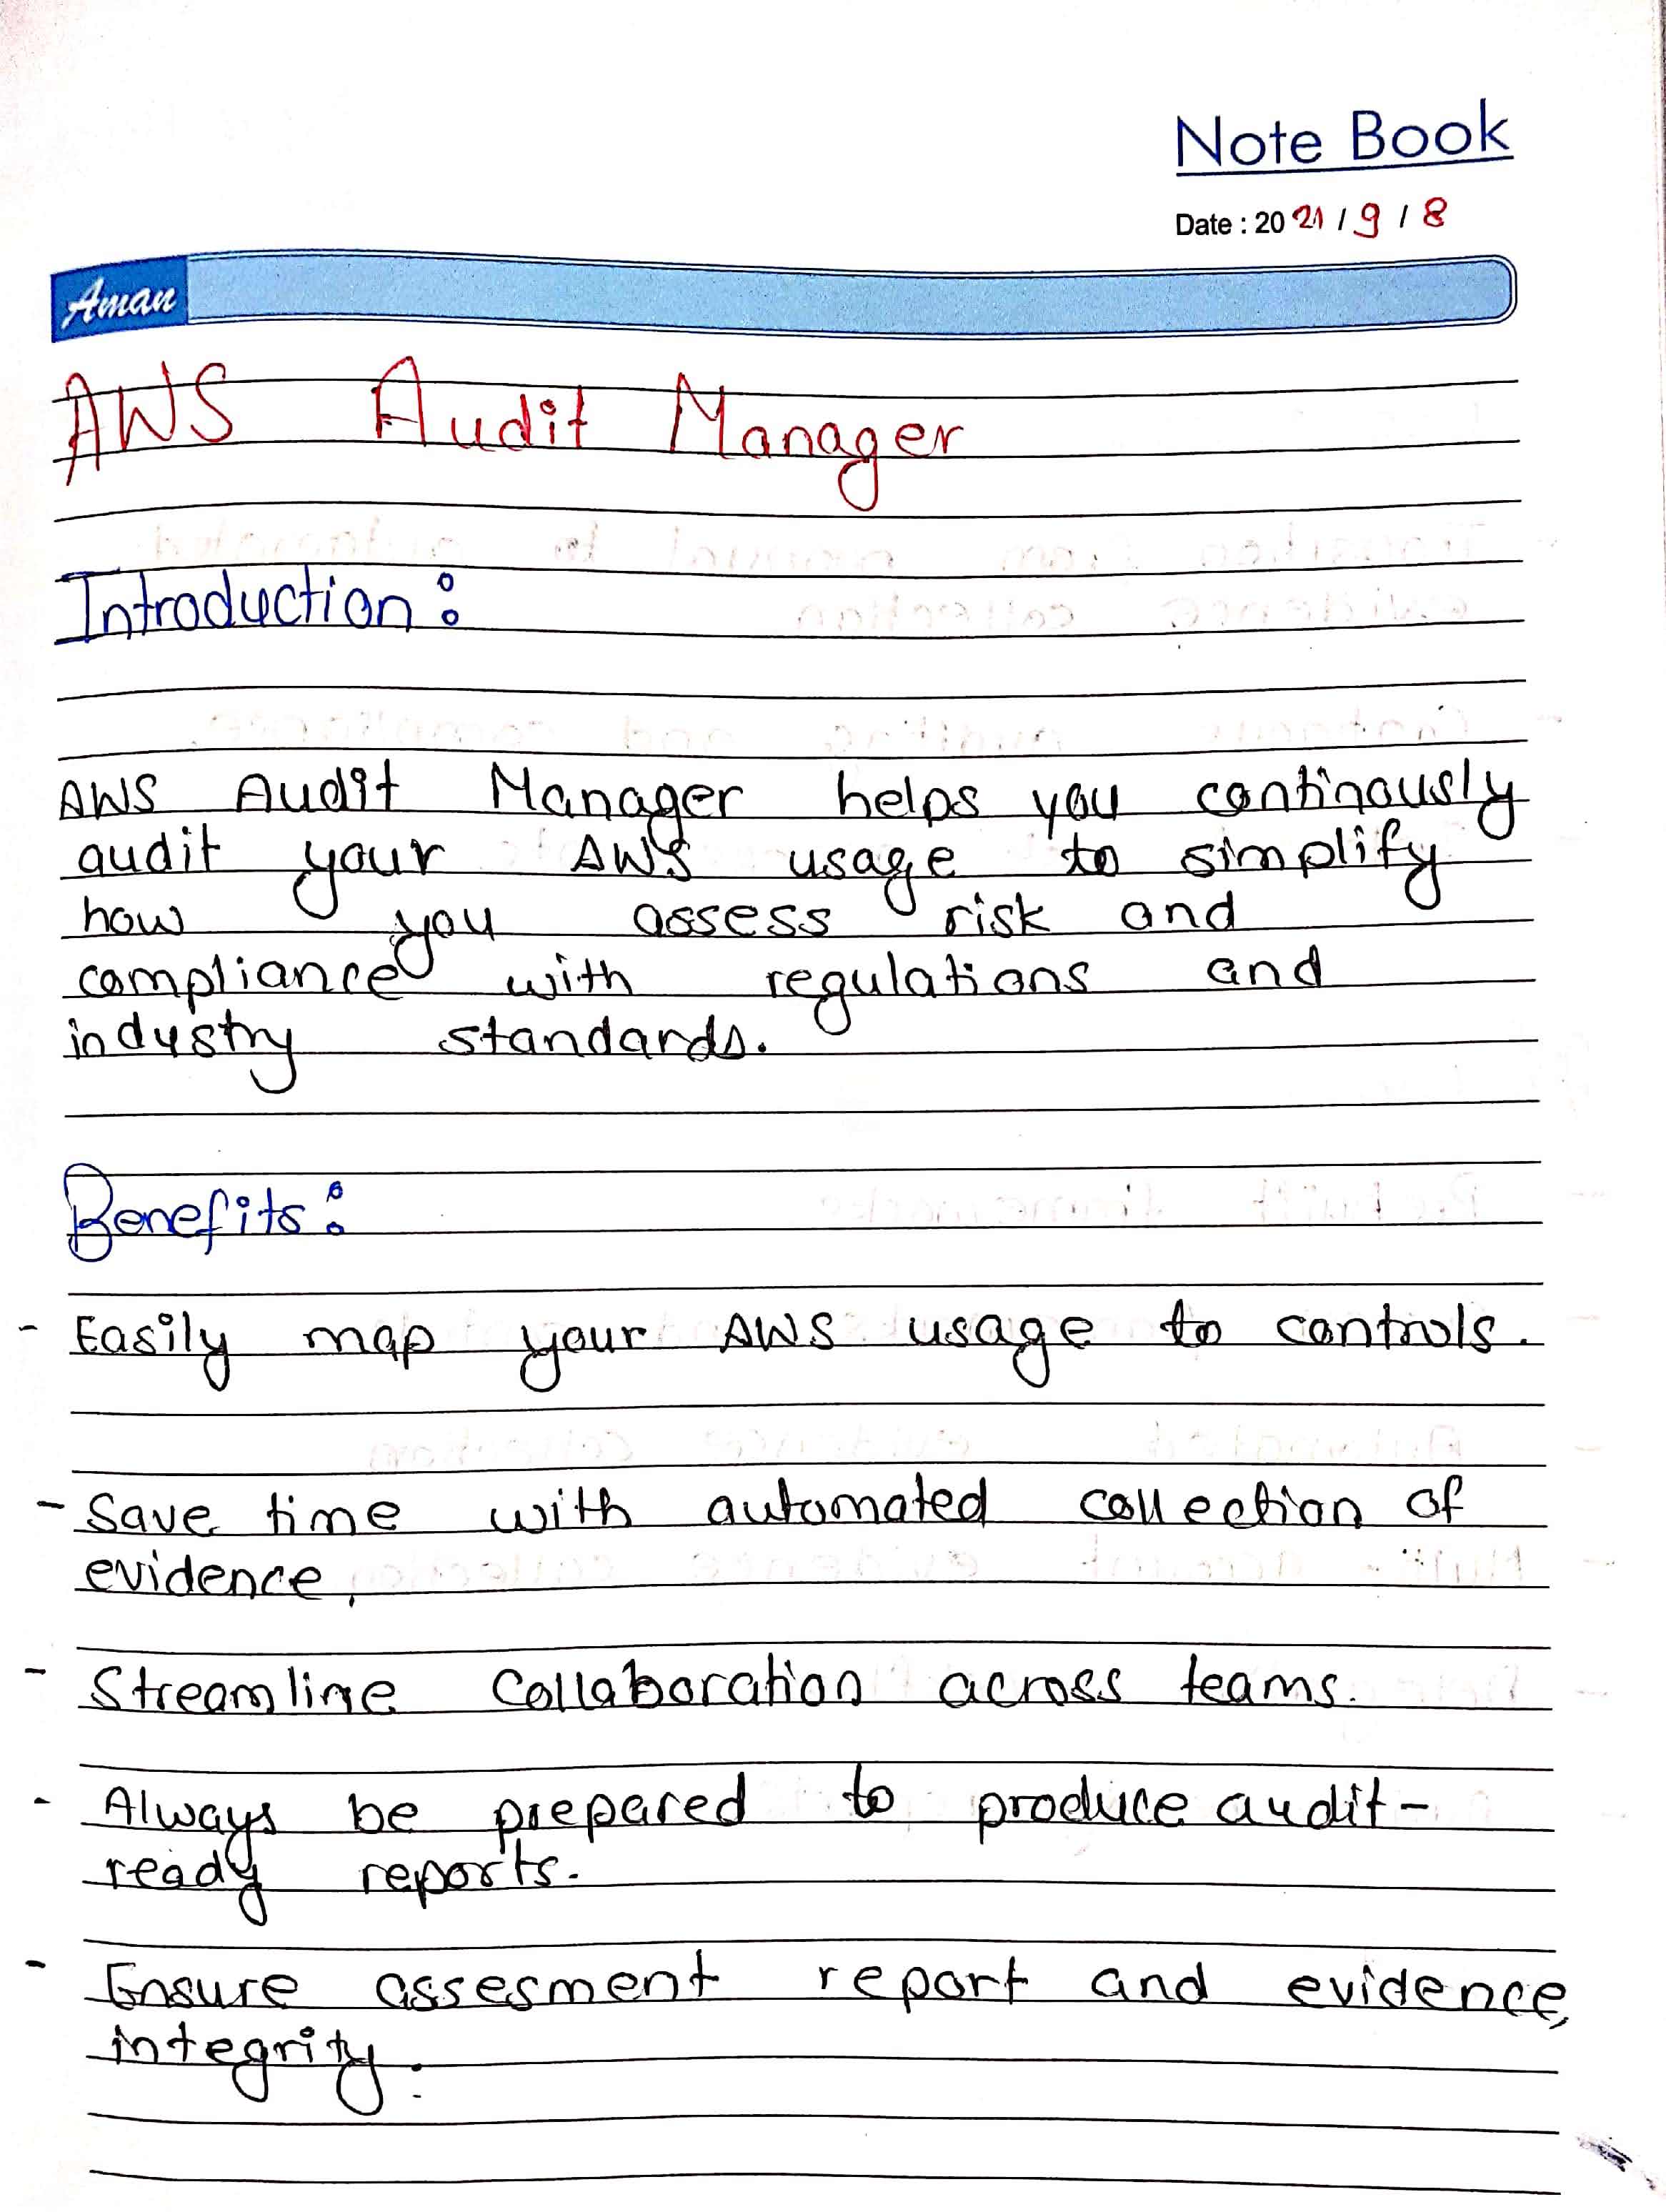 Note Book
Date : 2021 / 9 / 8
Aman
AWS Audit Manager
Introduction :
AWS Audit Manager helps you continously
audit your AWS usage to simplify
how you assess risk and
compliance with regulations and
industry standards.
Benefits :
- Easily map your AWS usage to controls.
- Save time with automated collection of
evidence,
- Streamline Collaboration across teams.
- Always be prepared to produce audit-
ready reports.
- Ensure assesment report and evidence,
integrity.